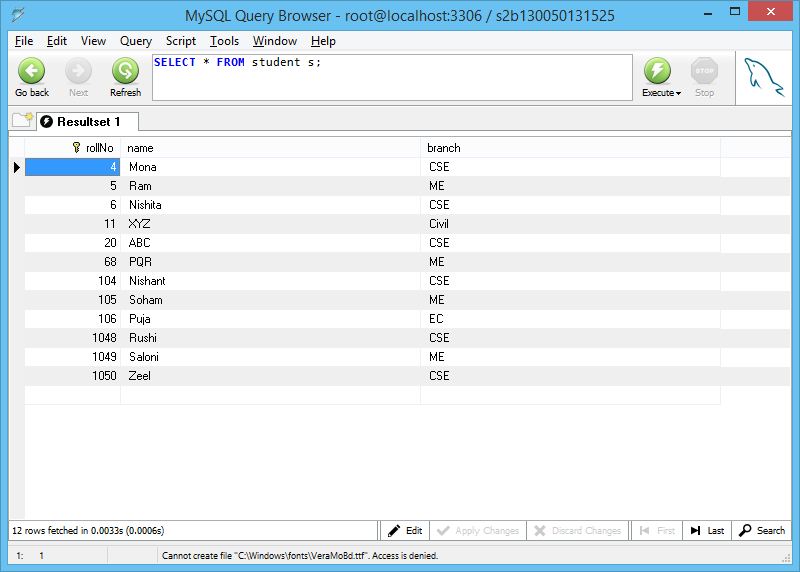 MySQL Query Browser - root@localhost:3306 / s2b130050131525
File Edit View Query Script Tools Window Help
SELECT * FROM student s;
Go back Next Refresh Execute STOP Stop
Resultset 1
rollNo name branch
4 Mona CSE
5 Ram ME
6 Nishita CSE
11 XYZ Civil
20 ABC CSE
68 PQR ME
104 Nishant CSE
105 Soham ME
106 Puja EC
1048 Rushi CSE
1049 Saloni ME
1050 Zeel CSE
12 rows fetched in 0.0033s (0.0006s) Edit Apply Changes Discard Changes First Last Search
1: 1 Cannot create file "C:\Windows\fonts\VeraMoBd.ttf". Access is denied.